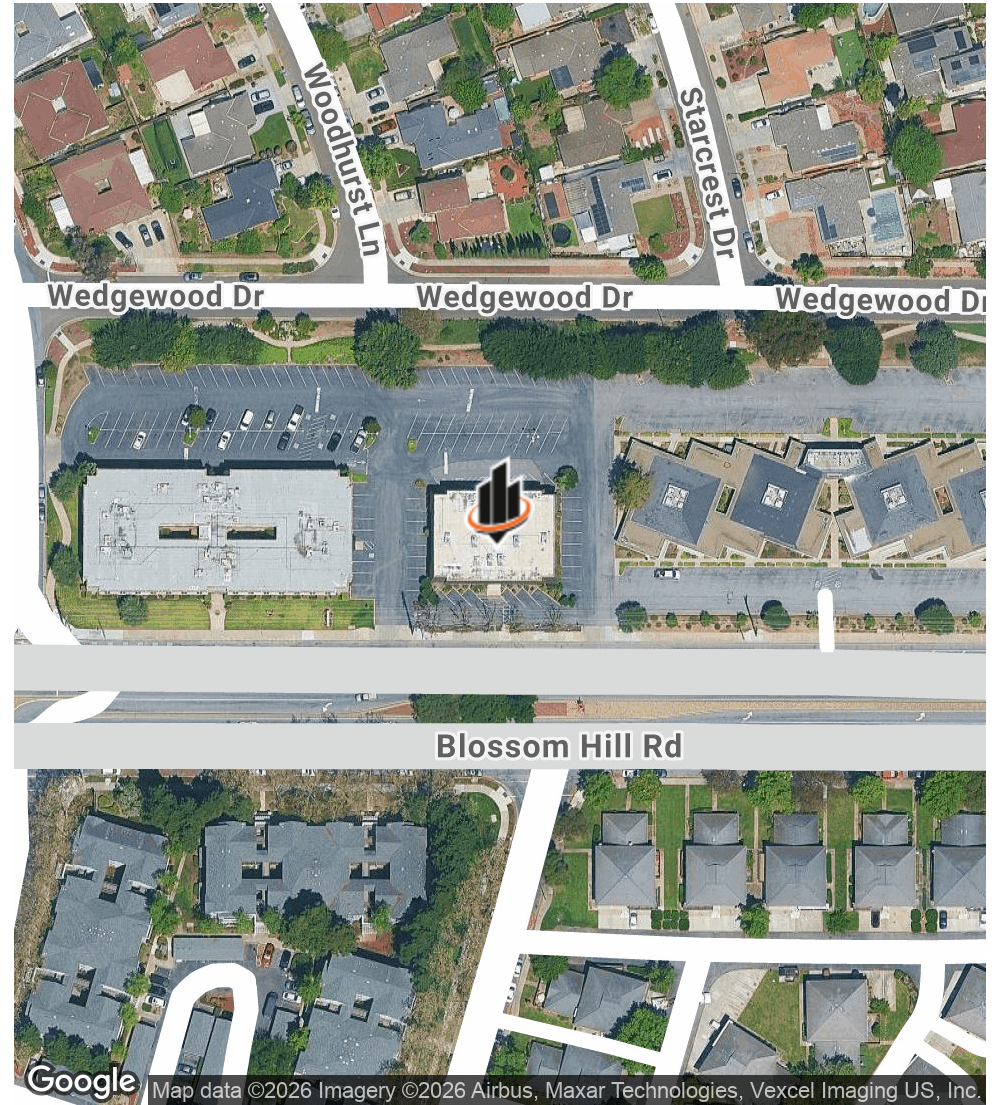 Woodhurst Ln
Starcrest Dr
Wedgewood Dr
Wedgewood Dr
Wedgewood Dr
Blossom Hill Rd
Google
Map data ©2026 Imagery ©2026 Airbus, Maxar Technologies, Vexcel Imaging US, Inc.